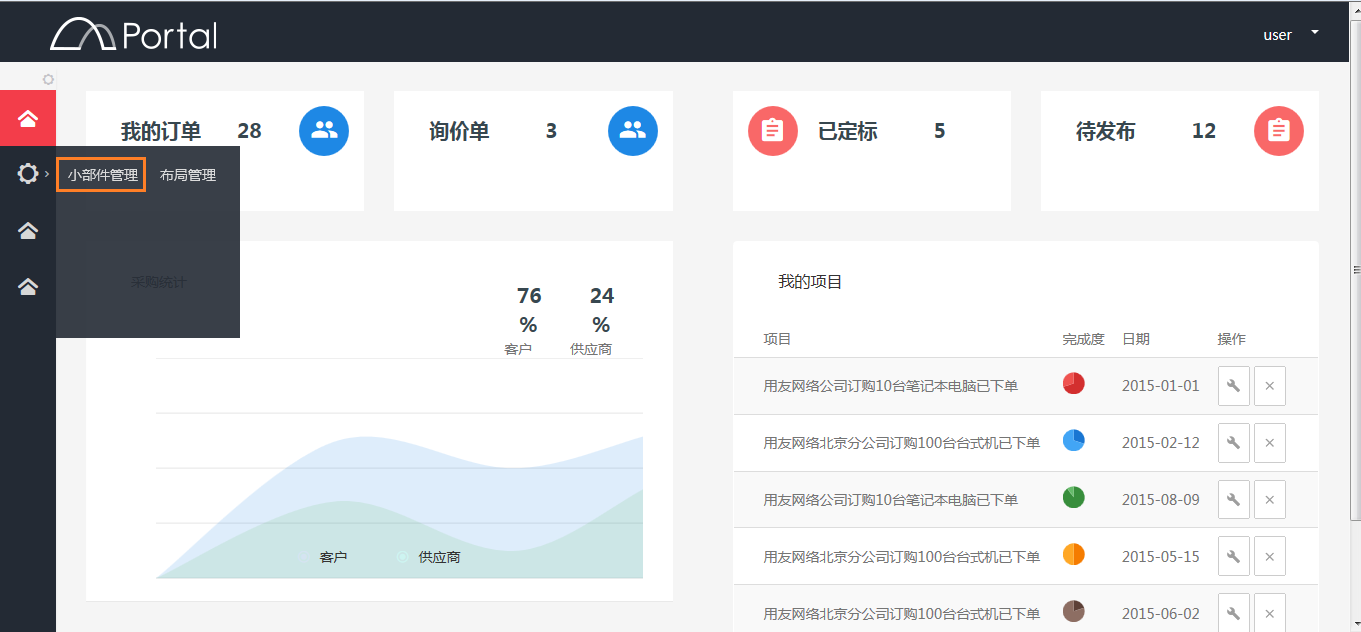 Portal
user
我的订单 28
询价单 3
已定标 5
待发布 12
小部件管理 布局管理
采购统计
76 % 客户
24 % 供应商
客户 供应商
我的项目
项目 完成度 日期 操作
用友网络公司订购10台笔记本电脑已下单 2015-01-01
用友网络北京分公司订购100台台式机已下单 2015-02-12
用友网络公司订购10台笔记本电脑已下单 2015-08-09
用友网络北京分公司订购100台台式机已下单 2015-05-15
用友网络北京分公司订购100台台式机已下单 2015-06-02